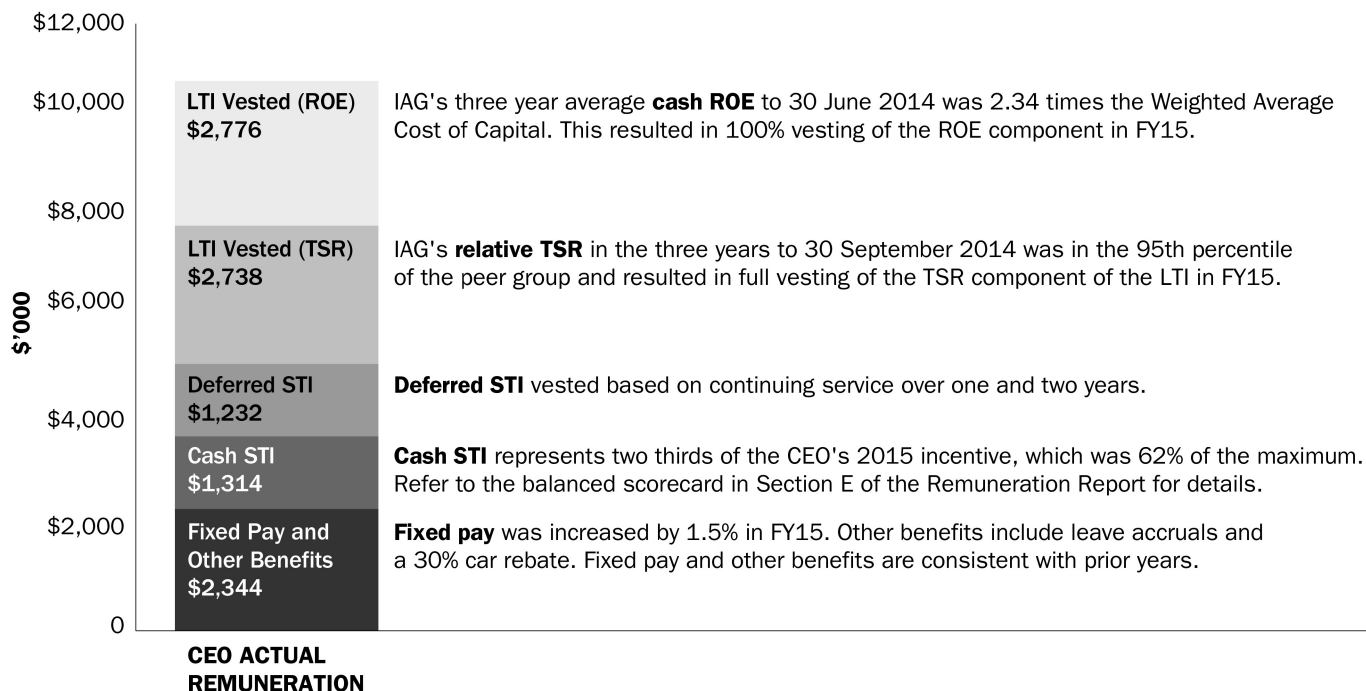 $12,000
$10,000
$8,000
$6,000
$4,000
$2,000
0
$'000
LTI Vested (ROE)
$2,776
IAG's three year average cash ROE to 30 June 2014 was 2.34 times the Weighted Average
Cost of Capital. This resulted in 100% vesting of the ROE component in FY15.
LTI Vested (TSR)
$2,738
IAG's relative TSR in the three years to 30 September 2014 was in the 95th percentile
of the peer group and resulted in full vesting of the TSR component of the LTI in FY15.
Deferred STI
$1,232
Deferred STI vested based on continuing service over one and two years.
Cash STI
$1,314
Cash STI represents two thirds of the CEO's 2015 incentive, which was 62% of the maximum.
Refer to the balanced scorecard in Section E of the Remuneration Report for details.
Fixed Pay and
Other Benefits
$2,344
Fixed pay was increased by 1.5% in FY15. Other benefits include leave accruals and
a 30% car rebate. Fixed pay and other benefits are consistent with prior years.
CEO ACTUAL
REMUNERATION